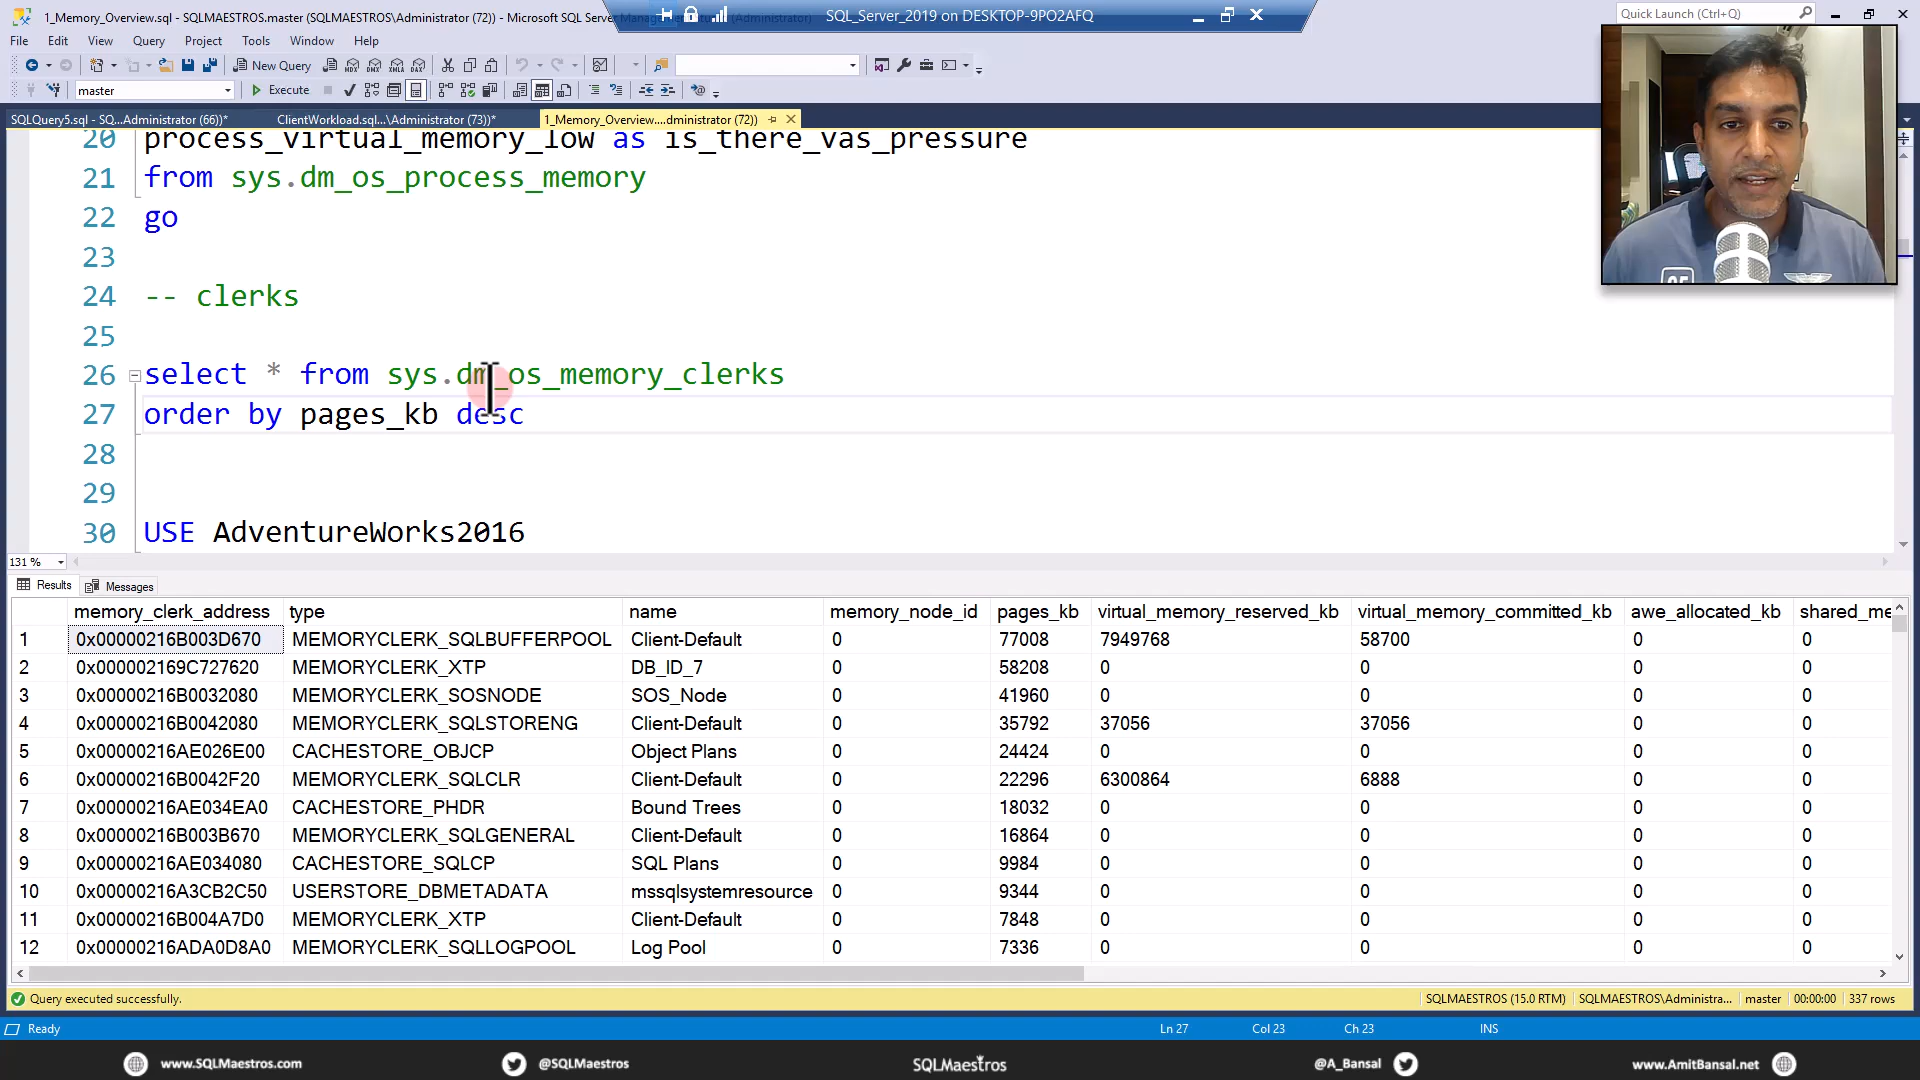 1_Memory_Overview.sql - SQLMAESTROS.master (SQLMAESTROS\Administrator (72)) - Microsoft SQL Server
SQL_Server_2019 on DESKTOP-9PO2AFQ
Quick Launch (Ctrl+Q)
File Edit View Query Project Tools Window Help
New Query
MDX DMX XMLA DAX
master
Execute
SQLQuery5.sql - SQ...Administrator (66))*
ClientWorkload.sql...\Administrator (73))*
1_Memory_Overview....dministrator (72))
20 process_virtual_memory_low as is_there_vas_pressure
21 from sys.dm_os_process_memory
22 go
23
24 -- clerks
25
26 select * from sys.dm_os_memory_clerks
27 order by pages_kb desc
28
29
30 USE AdventureWorks2016
131 %
Results Messages
memory_clerk_address type name memory_node_id pages_kb virtual_memory_reserved_kb virtual_memory_committed_kb awe_allocated_kb shared_me
1 0x00000216B003D670 MEMORYCLERK_SQLBUFFERPOOL Client-Default 0 77008 7949768 58700 0 0
2 0x000002169C727620 MEMORYCLERK_XTP DB_ID_7 0 58208 0 0 0 0
3 0x00000216B0032080 MEMORYCLERK_SOSNODE SOS_Node 0 41960 0 0 0 0
4 0x00000216B0042080 MEMORYCLERK_SQLSTORENG Client-Default 0 35792 37056 37056 0 0
5 0x00000216AE026E00 CACHESTORE_OBJCP Object Plans 0 24424 0 0 0 0
6 0x00000216B0042F20 MEMORYCLERK_SQLCLR Client-Default 0 22296 6300864 6888 0 0
7 0x00000216AE034EA0 CACHESTORE_PHDR Bound Trees 0 18032 0 0 0 0
8 0x00000216B003B670 MEMORYCLERK_SQLGENERAL Client-Default 0 16864 0 0 0 0
9 0x00000216AE034080 CACHESTORE_SQLCP SQL Plans 0 9984 0 0 0 0
10 0x00000216A3CB2C50 USERSTORE_DBMETADATA mssqlsystemresource 0 9344 0 0 0 0
11 0x00000216B004A7D0 MEMORYCLERK_XTP Client-Default 0 7848 0 0 0 0
12 0x00000216ADA0D8A0 MEMORYCLERK_SQLLOGPOOL Log Pool 0 7336 0 0 0 0
Query executed successfully.
SQLMAESTROS (15.0 RTM) SQLMAESTROS\Administra... master 00:00:00 337 rows
Ready Ln 27 Col 23 Ch 23 INS
www.SQLMaestros.com @SQLMaestros SQLMaestros @A_Bansal www.AmitBansal.net